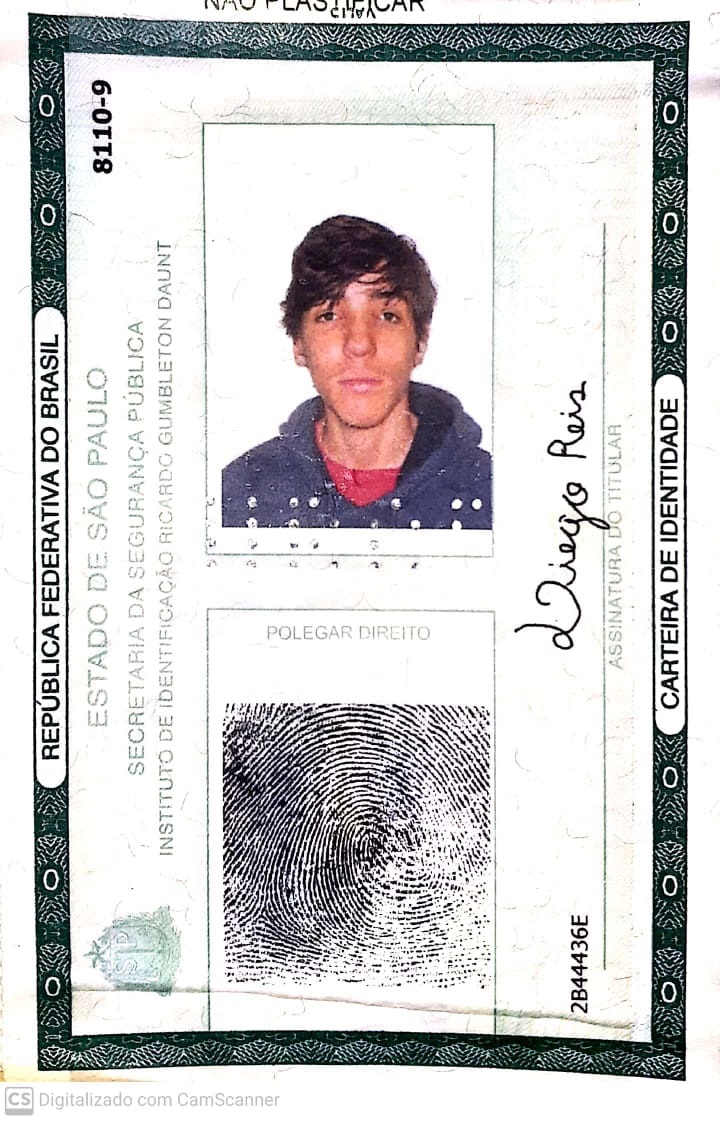 NÃO PLASTIFICAR
REPÚBLICA FEDERATIVA DO BRASIL
8110-9
ESTADO DE SÃO PAULO
SECRETARIA DA SEGURANÇA PÚBLICA
INSTITUTO DE IDENTIFICAÇÃO RICARDO GUMBLETON DAUNT
SP
POLEGAR DIREITO
Diego Reis
ASSINATURA DO TITULAR
2B44436E
CARTEIRA DE IDENTIDADE
CS Digitalizado com CamScanner